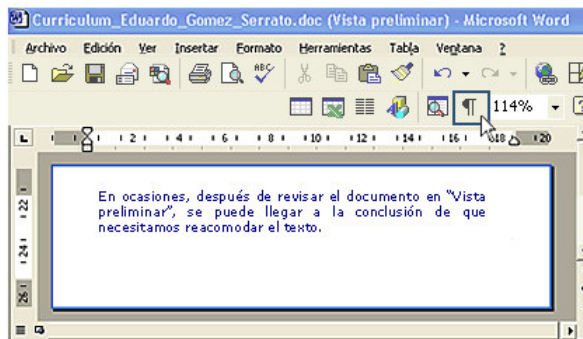 Curriculum_Eduardo_Gomez_Serrato.doc (Vista preliminar) - Microsoft Word
Archivo Edición Ver Insertar Formato Herramientas Tabla Ventana ?
ABC
¶ 114%
L 2 4 6 8 10 12 14 16 18 20
En ocasiones, después de revisar el documento en "Vista
preliminar", se puede llegar a la conclusión de que
necesitamos reacomodar el texto.
22
24
26